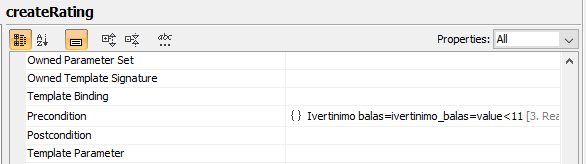 createRating
abc
Properties: All
Owned Parameter Set
Owned Template Signature
Template Binding
Precondition { } Ivertinimo balas=ivertinimo_balas=value<11 [3. Rea
Postcondition
Template Parameter